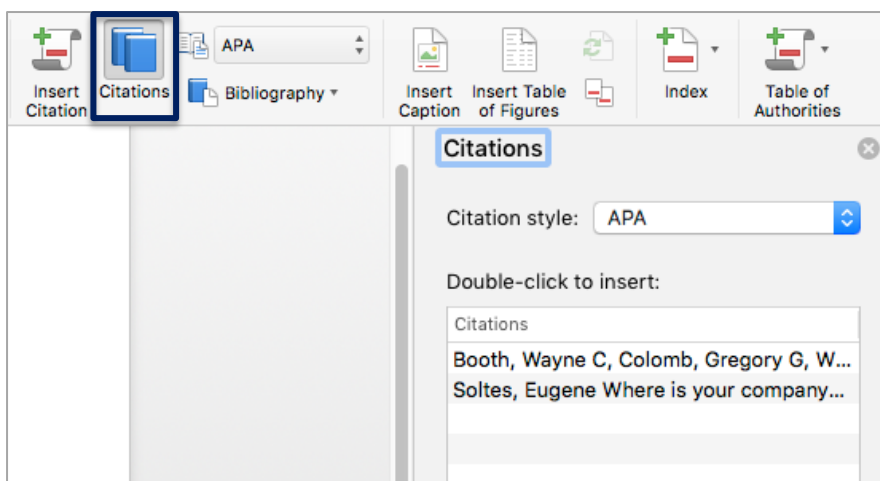 APA
Insert Citation
Citations
Bibliography
Insert Caption
Insert Table of Figures
Index
Table of Authorities
Citations
Citation style: APA
Double-click to insert:
Citations
Booth, Wayne C, Colomb, Gregory G, W...
Soltes, Eugene Where is your company...